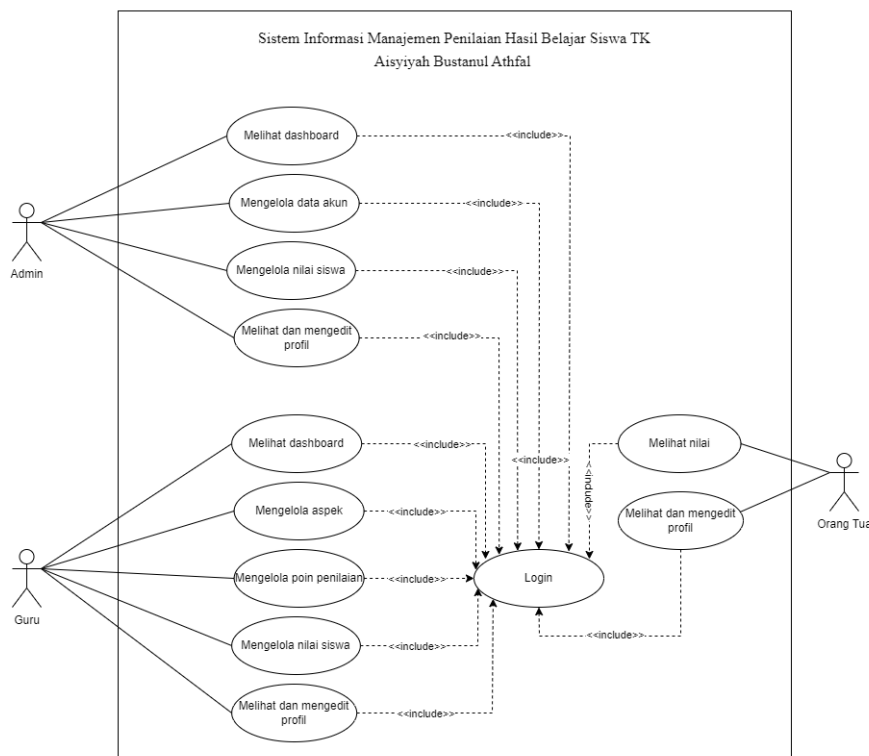 Sistem Informasi Manajemen Penilaian Hasil Belajar Siswa TK
Aisyiyah Bustanul Athfal
Melihat dashboard
<<include>>
Mengelola data akun
<<include>>
Admin
Mengelola nilai siswa
<<include>>
Melihat dan mengedit
profil
<<include>>
Melihat dashboard
<<include>>
<<include>>
<<include>>
Melihat nilai
Mengelola aspek
<<include>>
Melihat dan mengedit
profil
Orang Tua
Mengelola poin penilaian
<<include>>
Login
Guru
Mengelola nilai siswa
<<include>>
<<include>>
Melihat dan mengedit
profil
<<include>>